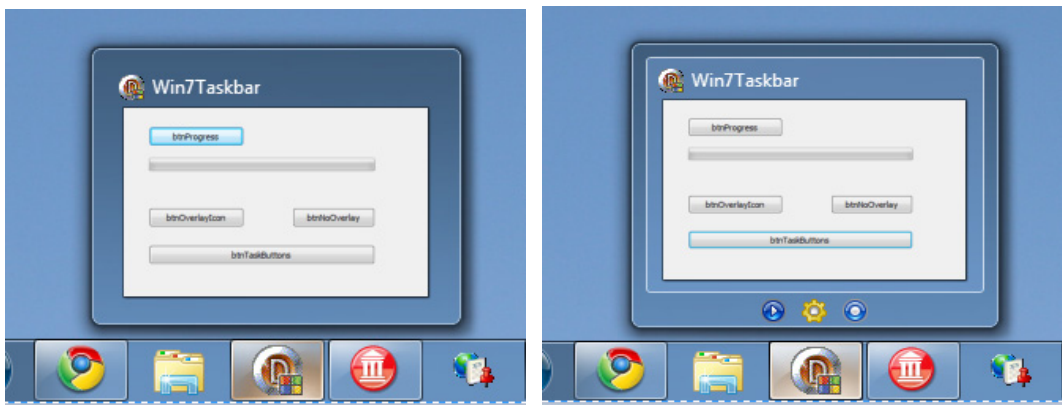 Win7Taskbar
btnProgress
btnOverlayIcon btnNoOverlay
btnTaskButtons
Win7Taskbar
btnProgress
btnOverlayIcon btnNoOverlay
btnTaskButtons